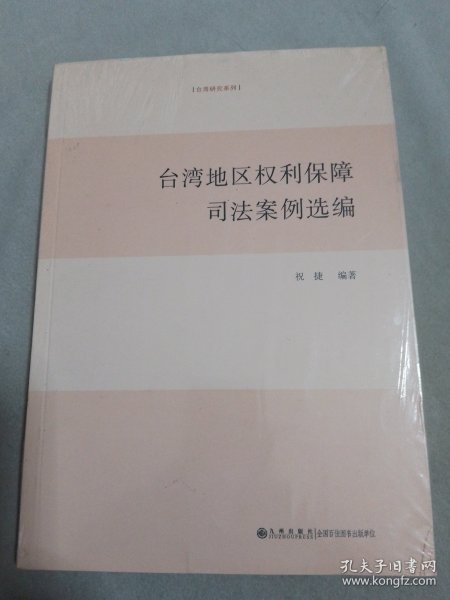 [台湾研究系列]
台湾地区权利保障
司法案例选编
祝 捷 编著
九州出版社
JIUZHOUPRESS
全国百佳图书出版单位
孔夫子旧书网
www.kongfz.com